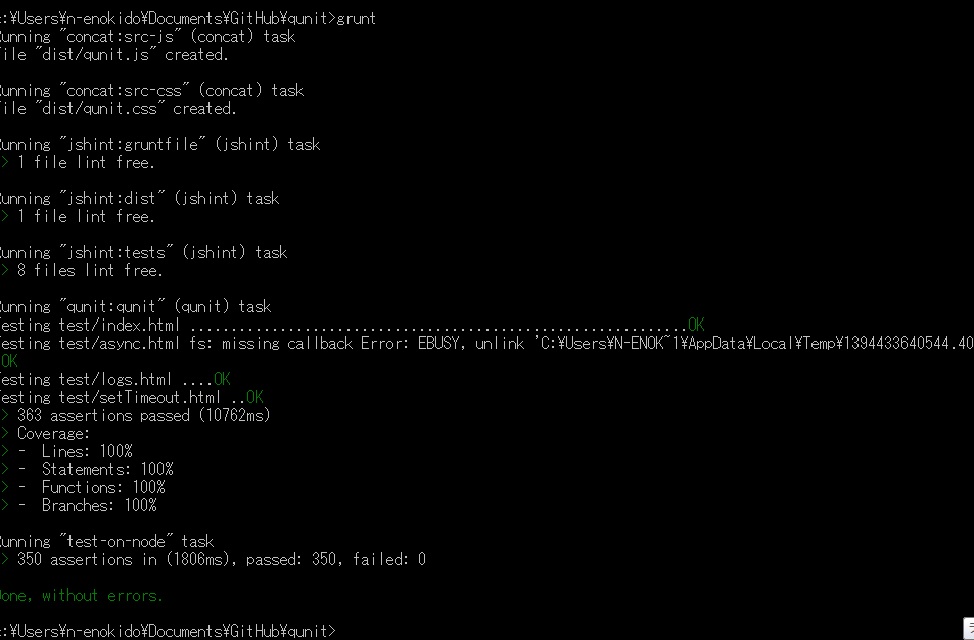 :¥Users¥n-enokido¥Documents¥GitHub¥qunit>grunt
unning "concat:src-js" (concat) task
ile "dist/qunit.js" created.
unning "concat:src-css" (concat) task
ile "dist/qunit.css" created.
unning "jshint:gruntfile" (jshint) task
> 1 file lint free.
unning "jshint:dist" (jshint) task
> 1 file lint free.
unning "jshint:tests" (jshint) task
> 8 files lint free.
unning "qunit:qunit" (qunit) task
esting test/index.html .............................................................OK
esting test/async.html fs: missing callback Error: EBUSY, unlink 'C:¥Users¥N-ENOK~1¥AppData¥Local¥Temp¥1394433640544.40
OK
esting test/logs.html ....OK
esting test/setTimeout.html ..OK
> 363 assertions passed (10762ms)
> Coverage:
> -  Lines: 100%
> -  Statements: 100%
> -  Functions: 100%
> -  Branches: 100%
unning "test-on-node" task
> 350 assertions in (1806ms), passed: 350, failed: 0
one, without errors.
:¥Users¥n-enokido¥Documents¥GitHub¥qunit>